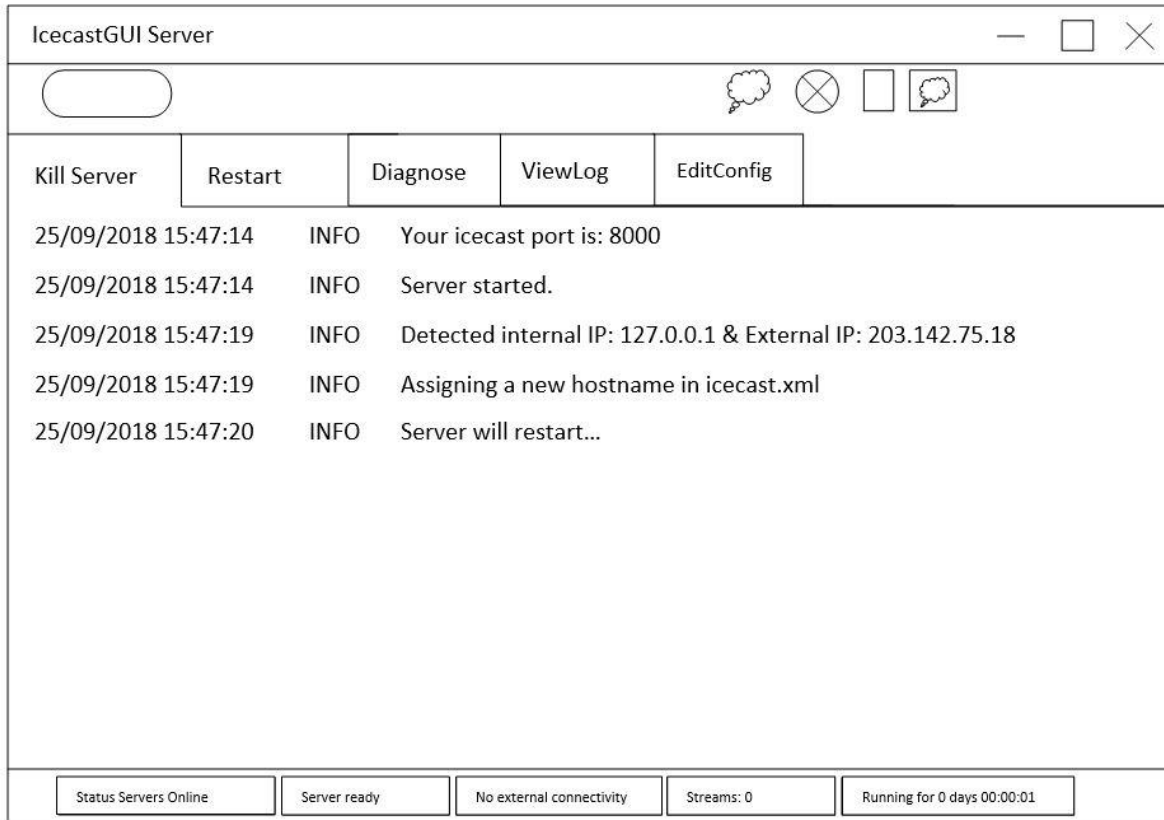 IcecastGUI Server
Kill Server Restart Diagnose ViewLog EditConfig
25/09/2018 15:47:14 INFO Your icecast port is: 8000
25/09/2018 15:47:14 INFO Server started.
25/09/2018 15:47:19 INFO Detected internal IP: 127.0.0.1 & External IP: 203.142.75.18
25/09/2018 15:47:19 INFO Assigning a new hostname in icecast.xml
25/09/2018 15:47:20 INFO Server will restart...
Status Servers Online Server ready No external connectivity Streams: 0 Running for 0 days 00:00:01